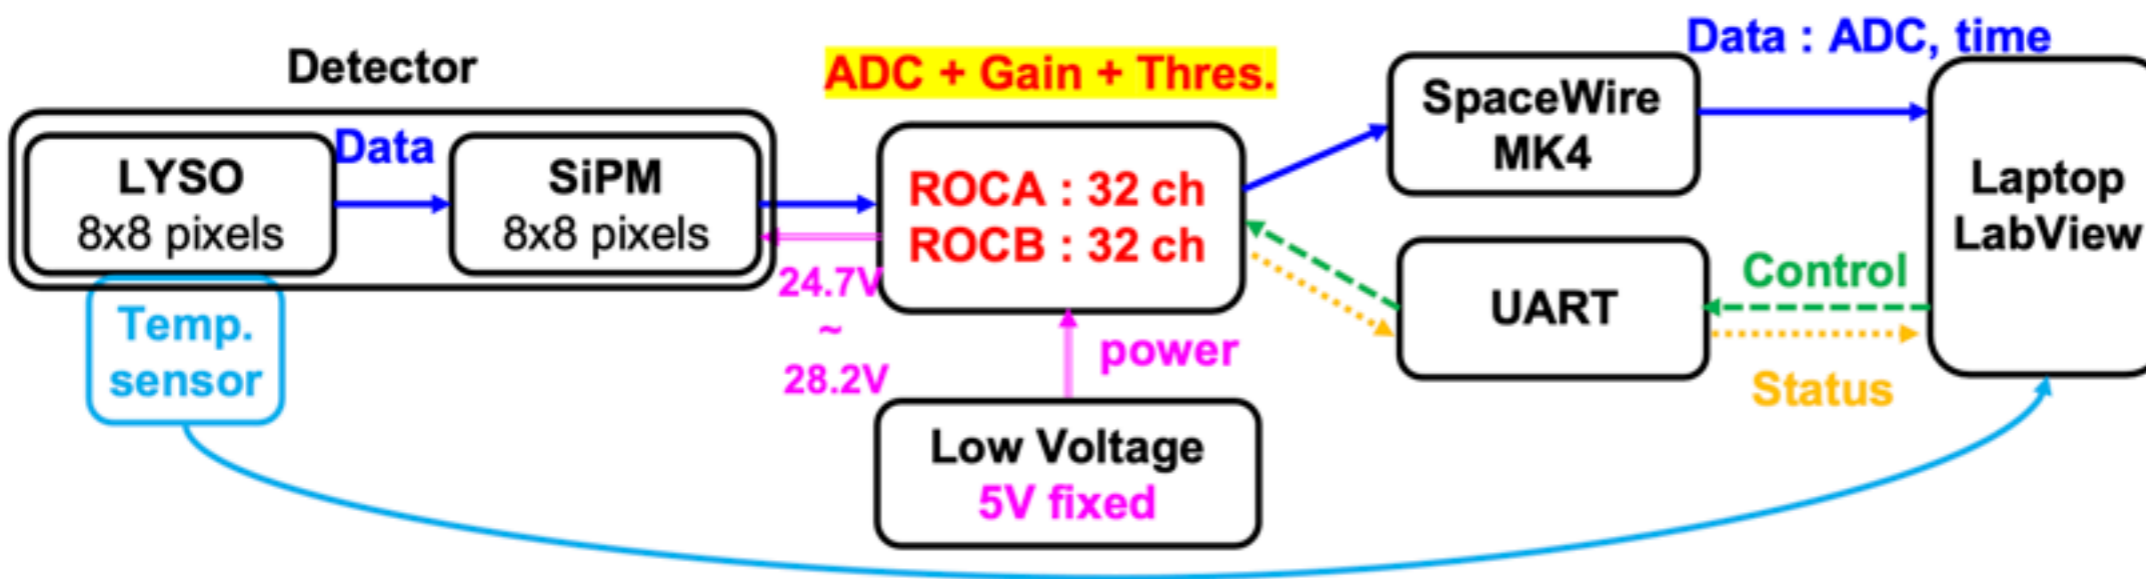 Detector
LYSO
8x8 pixels
Data
SiPM
8x8 pixels
Temp.
sensor
ADC + Gain + Thres.
ROCA : 32 ch
ROCB : 32 ch
24.7V
~
28.2V
power
Low Voltage
5V fixed
SpaceWire
MK4
Data : ADC, time
UART
Control
Status
Laptop
LabView